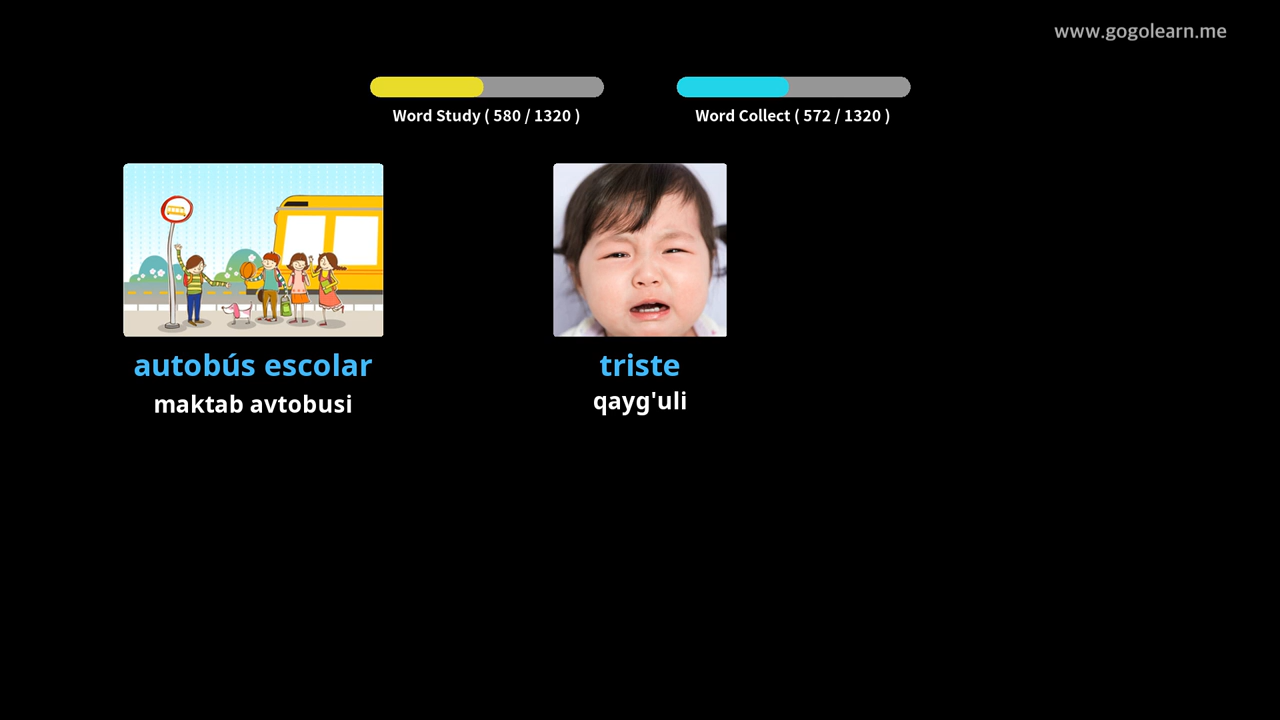 www.gogolearn.me
Word Study ( 580 / 1320 )
Word Collect ( 572 / 1320 )
autobús escolar
maktab avtobusi
triste
qayg'uli